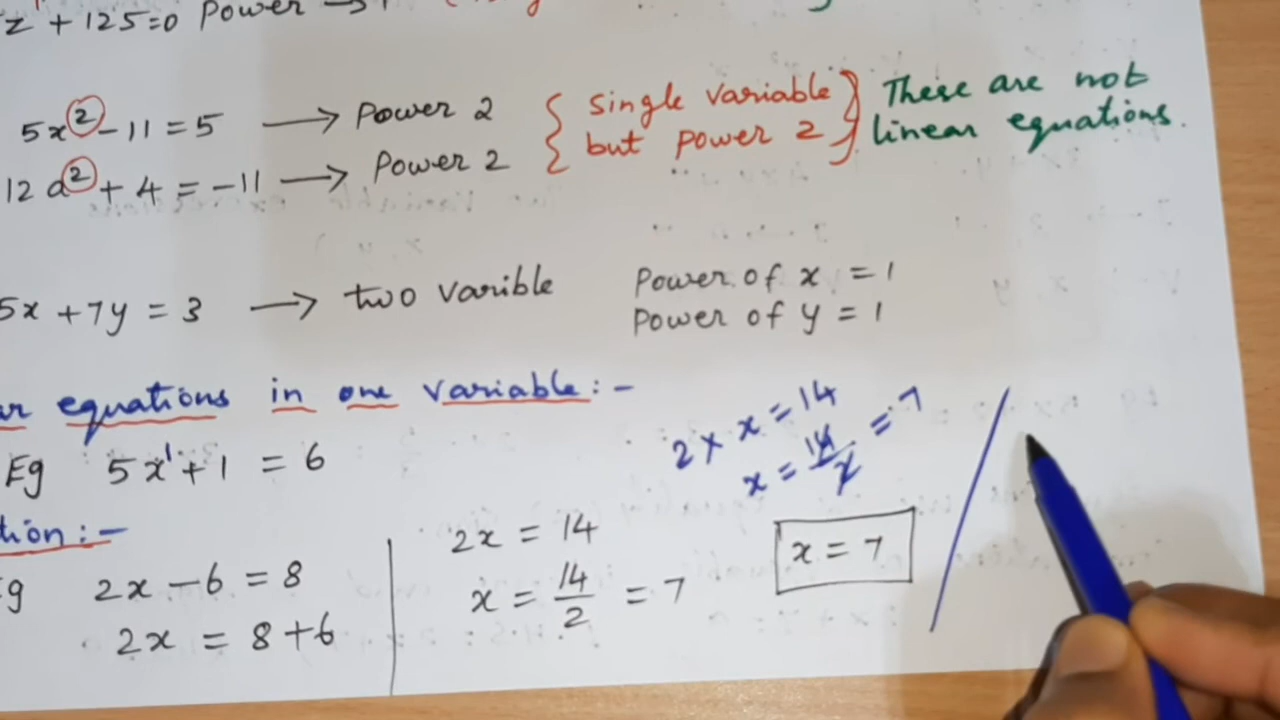 z + 125 = 0 Power
5x² - 11 = 5 → Power 2 { single variable } These are not
12 a² + 4 = -11 → Power 2 { but power 2 } linear equations.
5x + 7y = 3 → two varible Power of x = 1
Power of y = 1
equations in one variable :-
Eg 5x¹ + 1 = 6
2 × x = 14
x = 14/2 = 7
tion :-
2x - 6 = 8
2x = 8 + 6
2x = 14
x = 14/2 = 7
x = 7